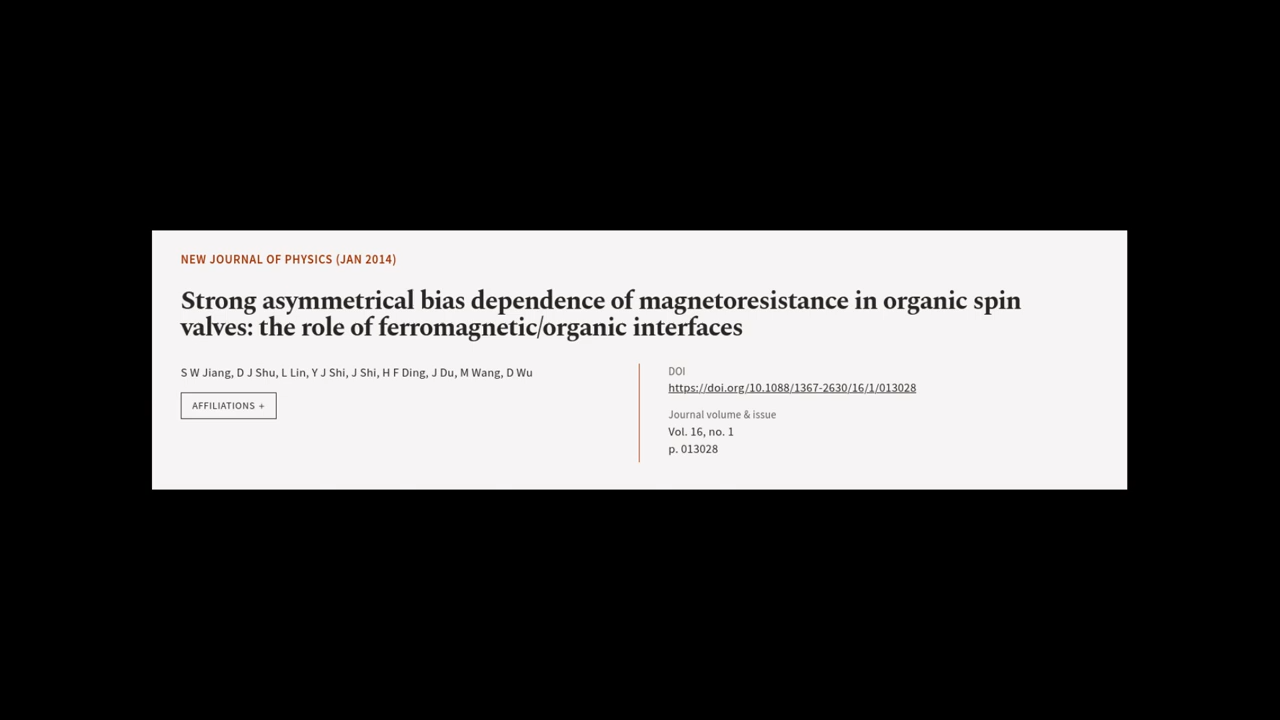 NEW JOURNAL OF PHYSICS (JAN 2014)
Strong asymmetrical bias dependence of magnetoresistance in organic spin
valves: the role of ferromagnetic/organic interfaces
S W Jiang, D J Shu, L Lin, Y J Shi, J Shi, H F Ding, J Du, M Wang, D Wu
AFFILIATIONS +
DOI
https://doi.org/10.1088/1367-2630/16/1/013028
Journal volume & issue
Vol. 16, no. 1
p. 013028